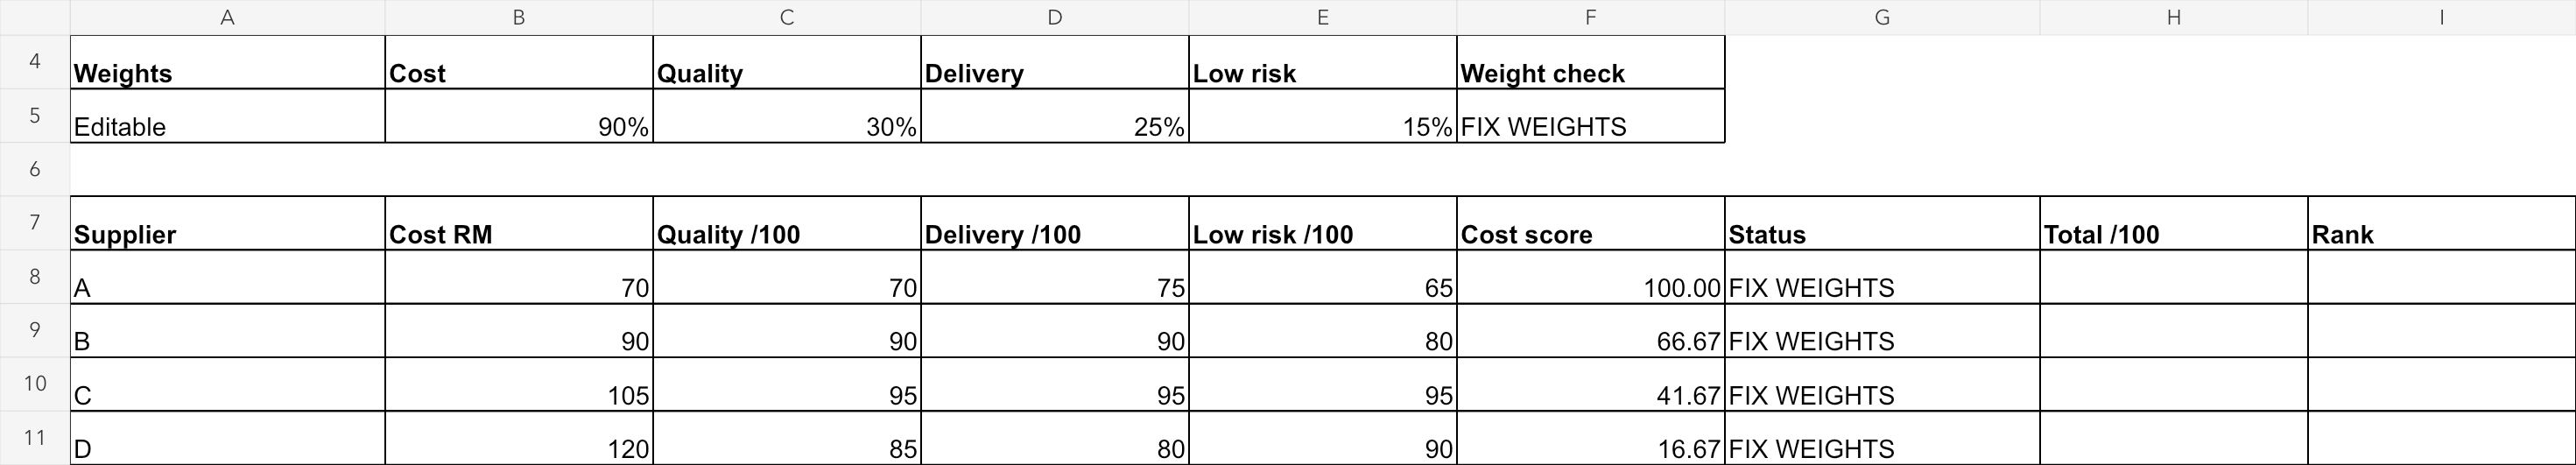 A B C D E F G H I
4 Weights Cost Quality Delivery Low risk Weight check
5 Editable 90% 30% 25% 15% FIX WEIGHTS
6
7 Supplier Cost RM Quality /100 Delivery /100 Low risk /100 Cost score Status Total /100 Rank
8 A 70 70 75 65 100.00 FIX WEIGHTS
9 B 90 90 90 80 66.67 FIX WEIGHTS
10 C 105 95 95 95 41.67 FIX WEIGHTS
11 D 120 85 80 90 16.67 FIX WEIGHTS